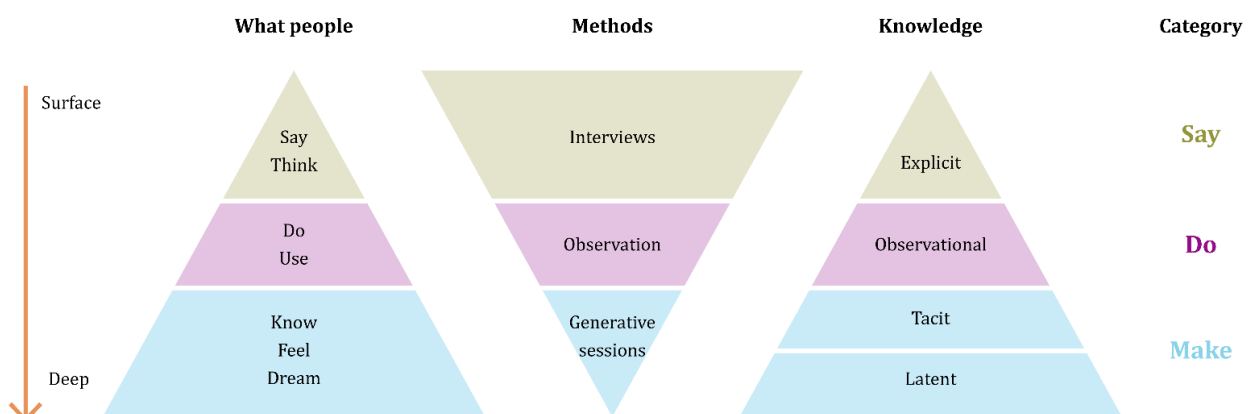 What people
Methods
Knowledge
Category
Surface
Say
Think
Interviews
Explicit
Say
Do
Use
Observation
Observational
Do
Know
Feel
Dream
Generative
sessions
Tacit
Latent
Make
Deep